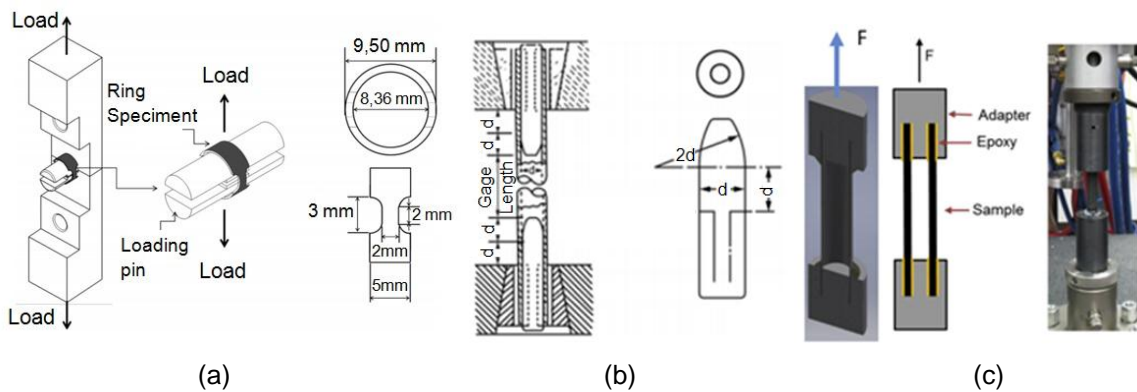 Load
Ring
Speciment
Load
Loading
pin
Load
Load
9,50 mm
8,36 mm
3 mm
2 mm
2mm
5mm
d
d
Gage
Length
d
d
d
2d
d
d
F
F
Adapter
Epoxy
Sample
(a)
(b)
(c)